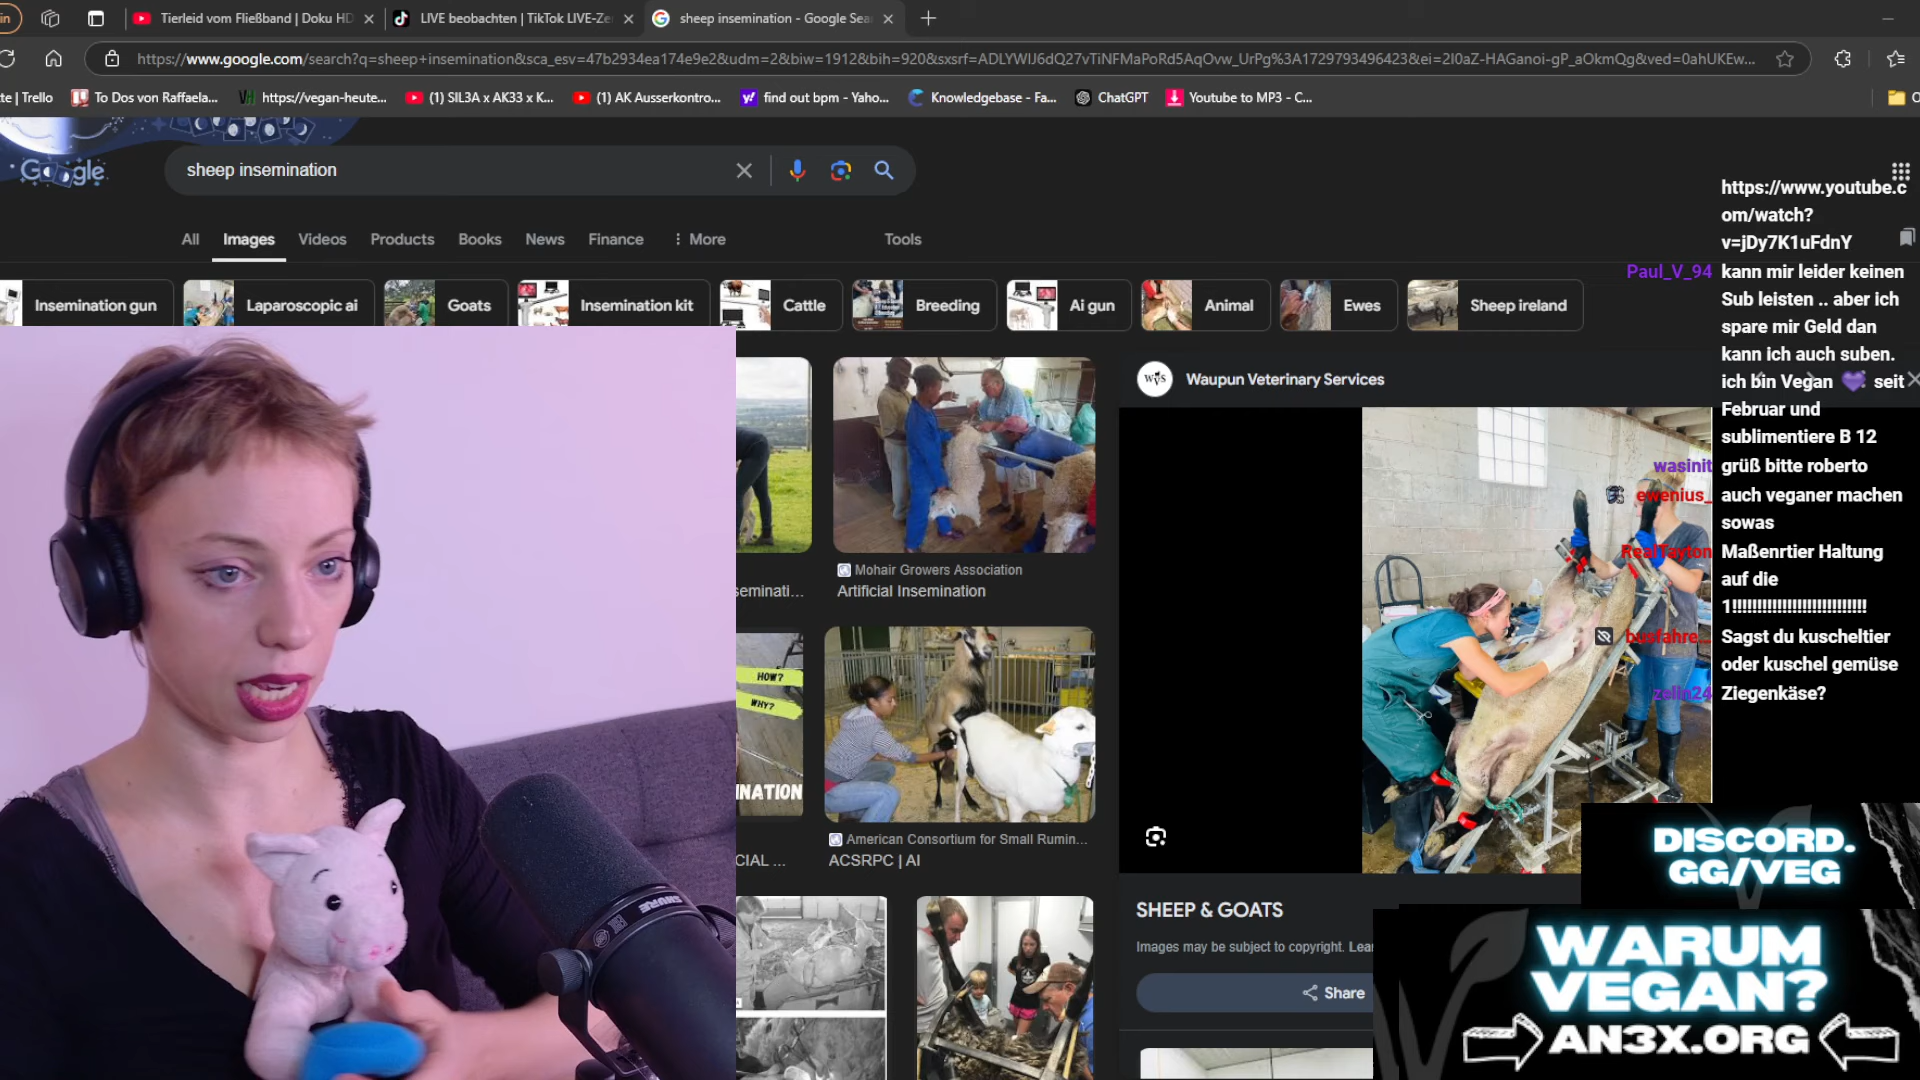 Tierleid vom Fließband | Doku HD
LIVE beobachten | TikTok LIVE-Ze
sheep insemination - Google Sea
https://www.google.com/search?q=sheep+insemination&sca_esv=47b2934ea174e9e2&udm=2&biw=1912&bih=920&sxsrf=ADLYWIJ6dQ27vTiNFMaPoRd5AqOvw_UrPg%3A1729793496423&ei=2I0aZ-HAGanoi-gP_aOkmQg&ved=0ahUKEw...
te | Trello
To Dos von Raffaela...
https://vegan-heute...
(1) SIL3A x AK33 x K...
(1) AK Ausserkontro...
find out bpm - Yaho...
Knowledgebase - Fa...
ChatGPT
Youtube to MP3 - C...
Google
sheep insemination
All
Images
Videos
Products
Books
News
Finance
More
Tools
Insemination gun
Laparoscopic ai
Goats
Insemination kit
Cattle
Breeding
Ai gun
Animal
Ewes
Sheep ireland
https://www.youtube.c
om/watch?
v=jDy7K1uFdnY
Paul_V_94 kann mir leider keinen
Sub leisten .. aber ich
spare mir Geld dan
kann ich auch suben.
ich bin Vegan 💜 seit
Februar und
sublimentiere B 12
wasinit grüß bitte roberto
ewenius_ auch veganer machen
sowas
RealTayton Maßenrtier Haltung
auf die
1!!!!!!!!!!!!!!!!!!!!!!!!!!!
busfahre_ Sagst du kuscheltier
oder kuschel gemüse
zelin24 Ziegenkäse?
WVS
Waupun Veterinary Services
seminati...
Mohair Growers Association
Artificial Insemination
HOW?
WHY?
NATION
CIAL ...
American Consortium for Small Rumin...
ACSRPC | AI
SHURE
SHEEP & GOATS
Images may be subject to copyright. Lear
Share
DISCORD.
GG/VEG
WARUM
VEGAN?
AN3X.ORG